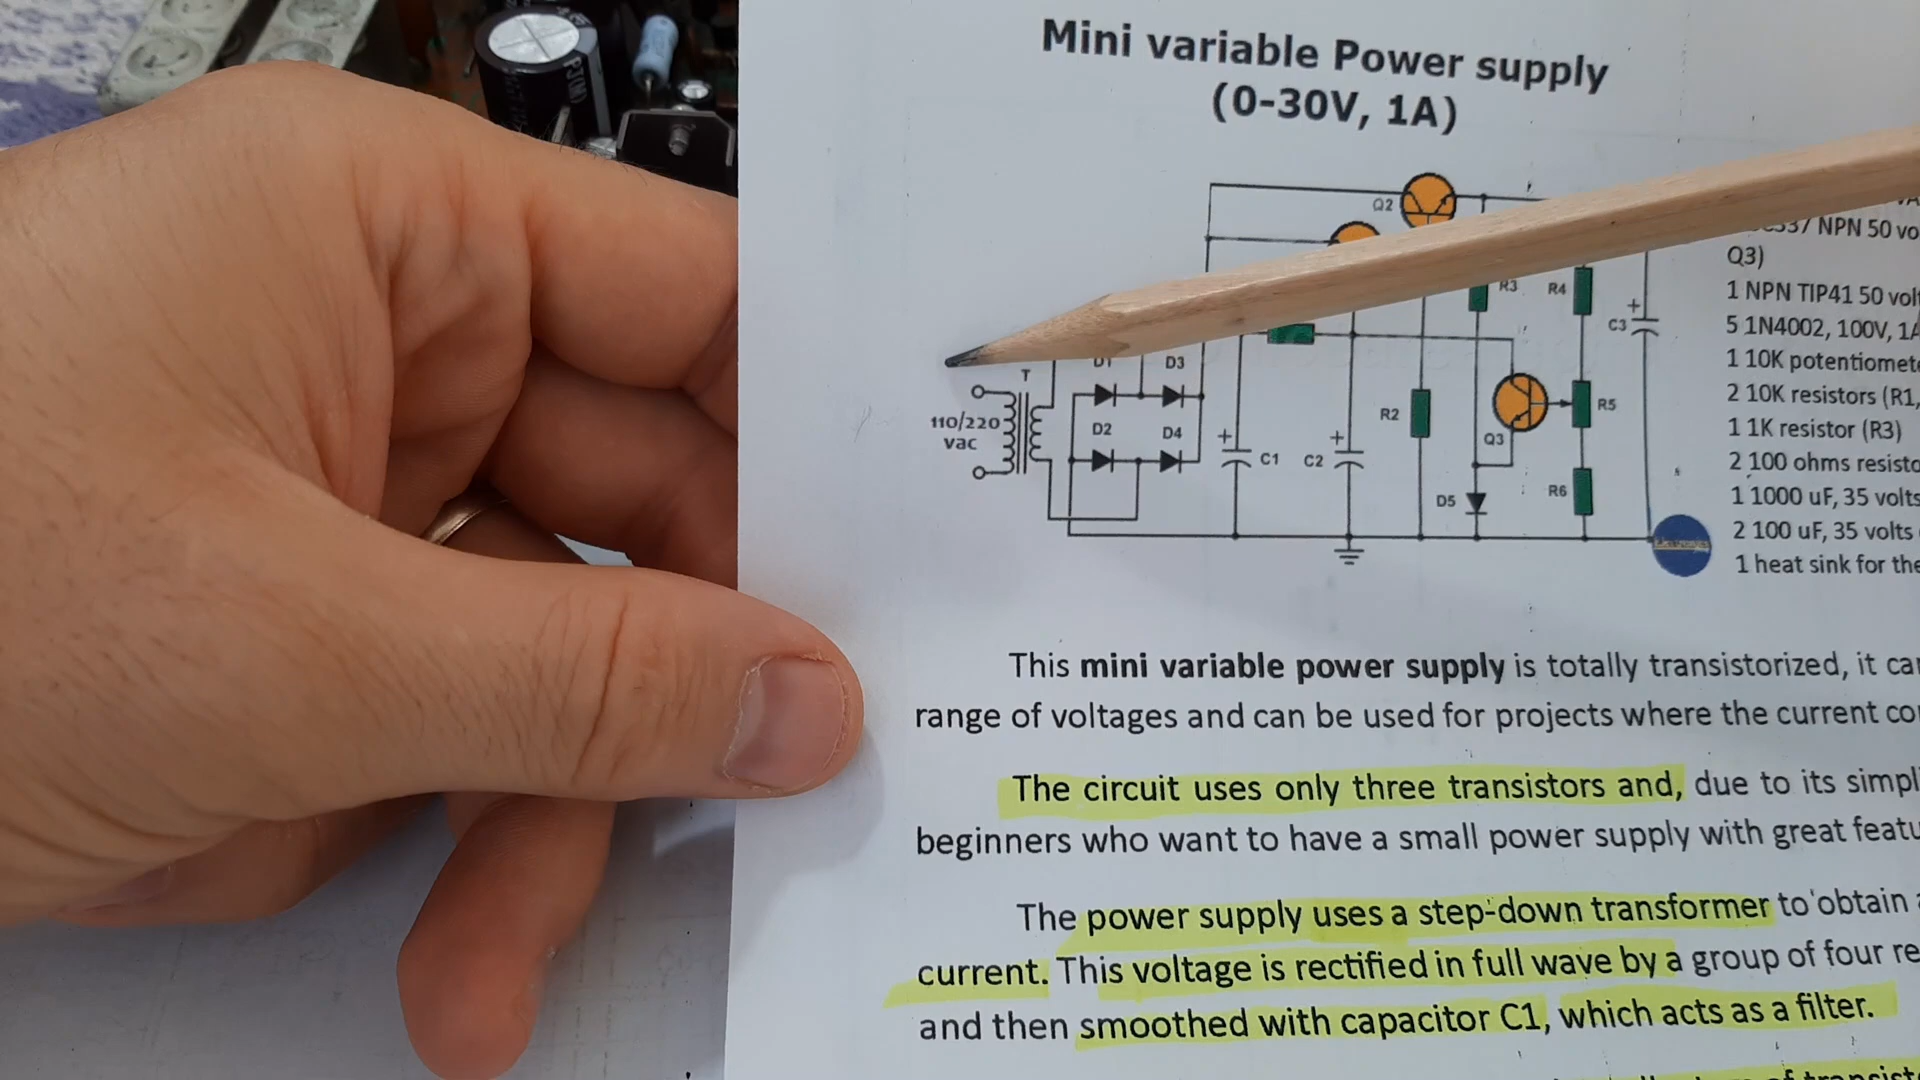 Mini variable Power supply
(0-30V, 1A)
Q2
NPN 50
Q3)
R3
R4
1 NPN TIP41 50
+
C3
5 1N4002, 100V,
D3
T
1 10K
110/220
vac
2 10K resistors (R1,
D2
D4
R2
R5
+
C1
+
C2
Q3
1 1K resistor (R3)
2 100 ohms
D5
R6
1 1000 uF, 35 volts
2 100 uF, 35 volts
1 heat sink for
This mini variable power supply is totally transistorized, it
range of voltages and can be used for projects where the current
The circuit uses only three transistors and, due to its
beginners who want to have a small power supply with great
The power supply uses a step-down transformer to obtain
current. This voltage is rectified in full wave by a group of four
and then smoothed with capacitor C1, which acts as a filter.